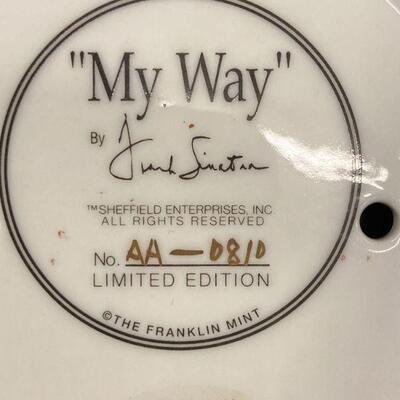 "My Way"
By Frank Sinatra
™SHEFFIELD ENTERPRISES, INC
ALL RIGHTS RESERVED
No. AA-0810
LIMITED EDITION
©THE FRANKLIN MINT